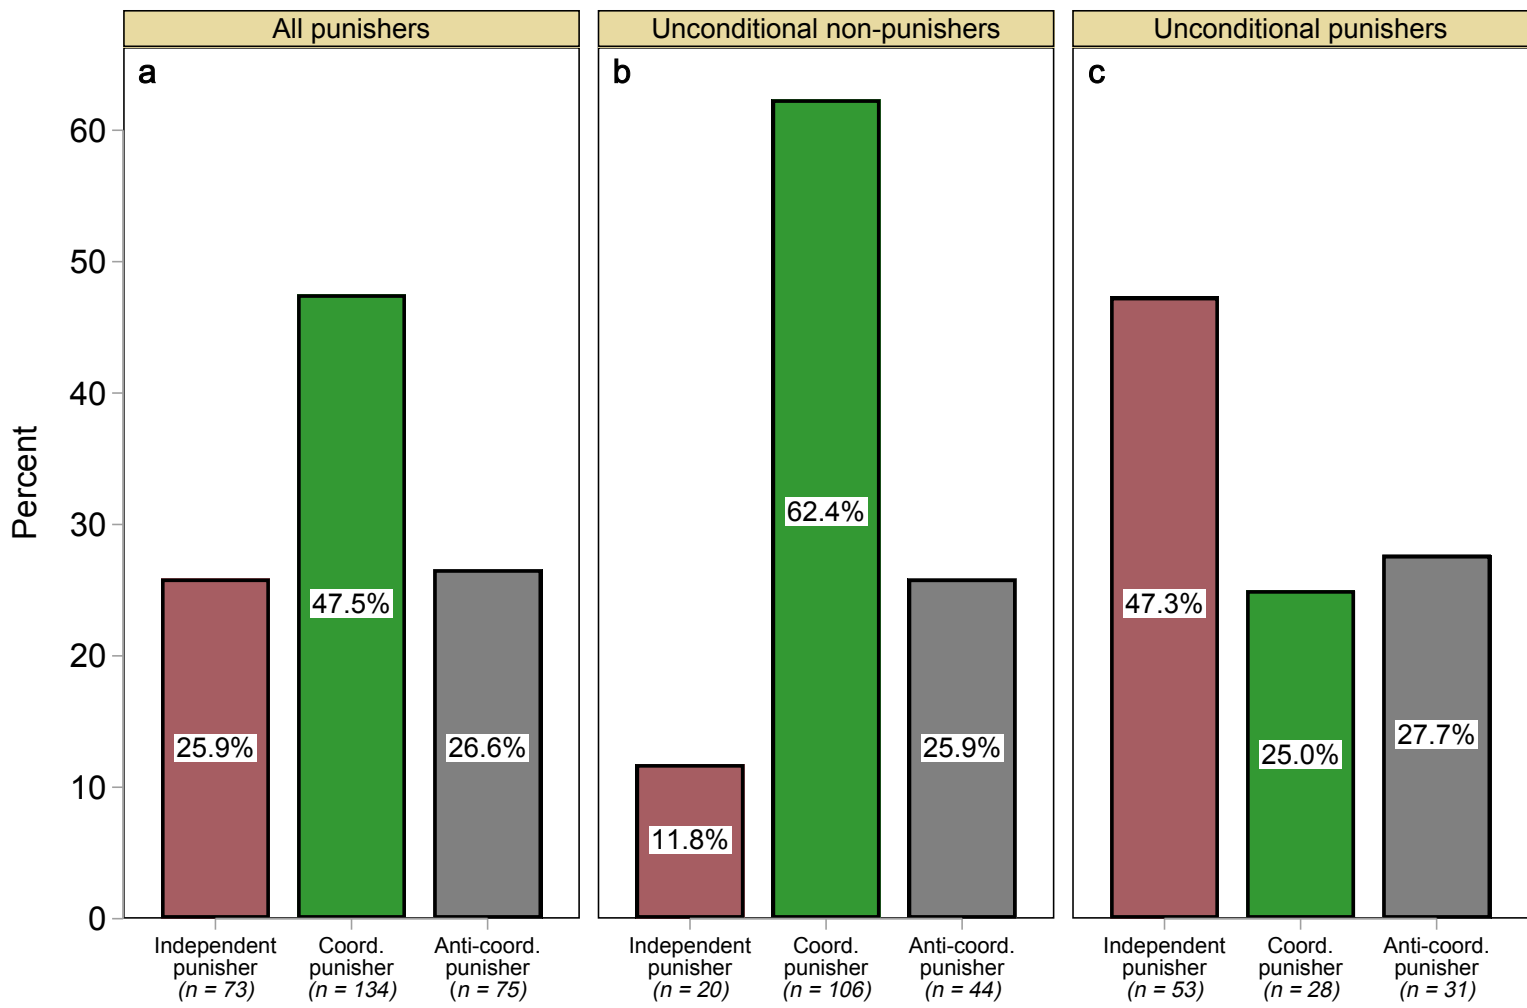 All punishers
Unconditional non-punishers
Unconditional punishers
a
b
c
Percent
60
50
40
30
20
10
0
25.9%
47.5%
26.6%
11.8%
62.4%
25.9%
47.3%
25.0%
27.7%
Independent
punisher
(n = 73)
Coord.
punisher
(n = 134)
Anti-coord.
punisher
(n = 75)
Independent
punisher
(n = 20)
Coord.
punisher
(n = 106)
Anti-coord.
punisher
(n = 44)
Independent
punisher
(n = 53)
Coord.
punisher
(n = 28)
Anti-coord.
punisher
(n = 31)